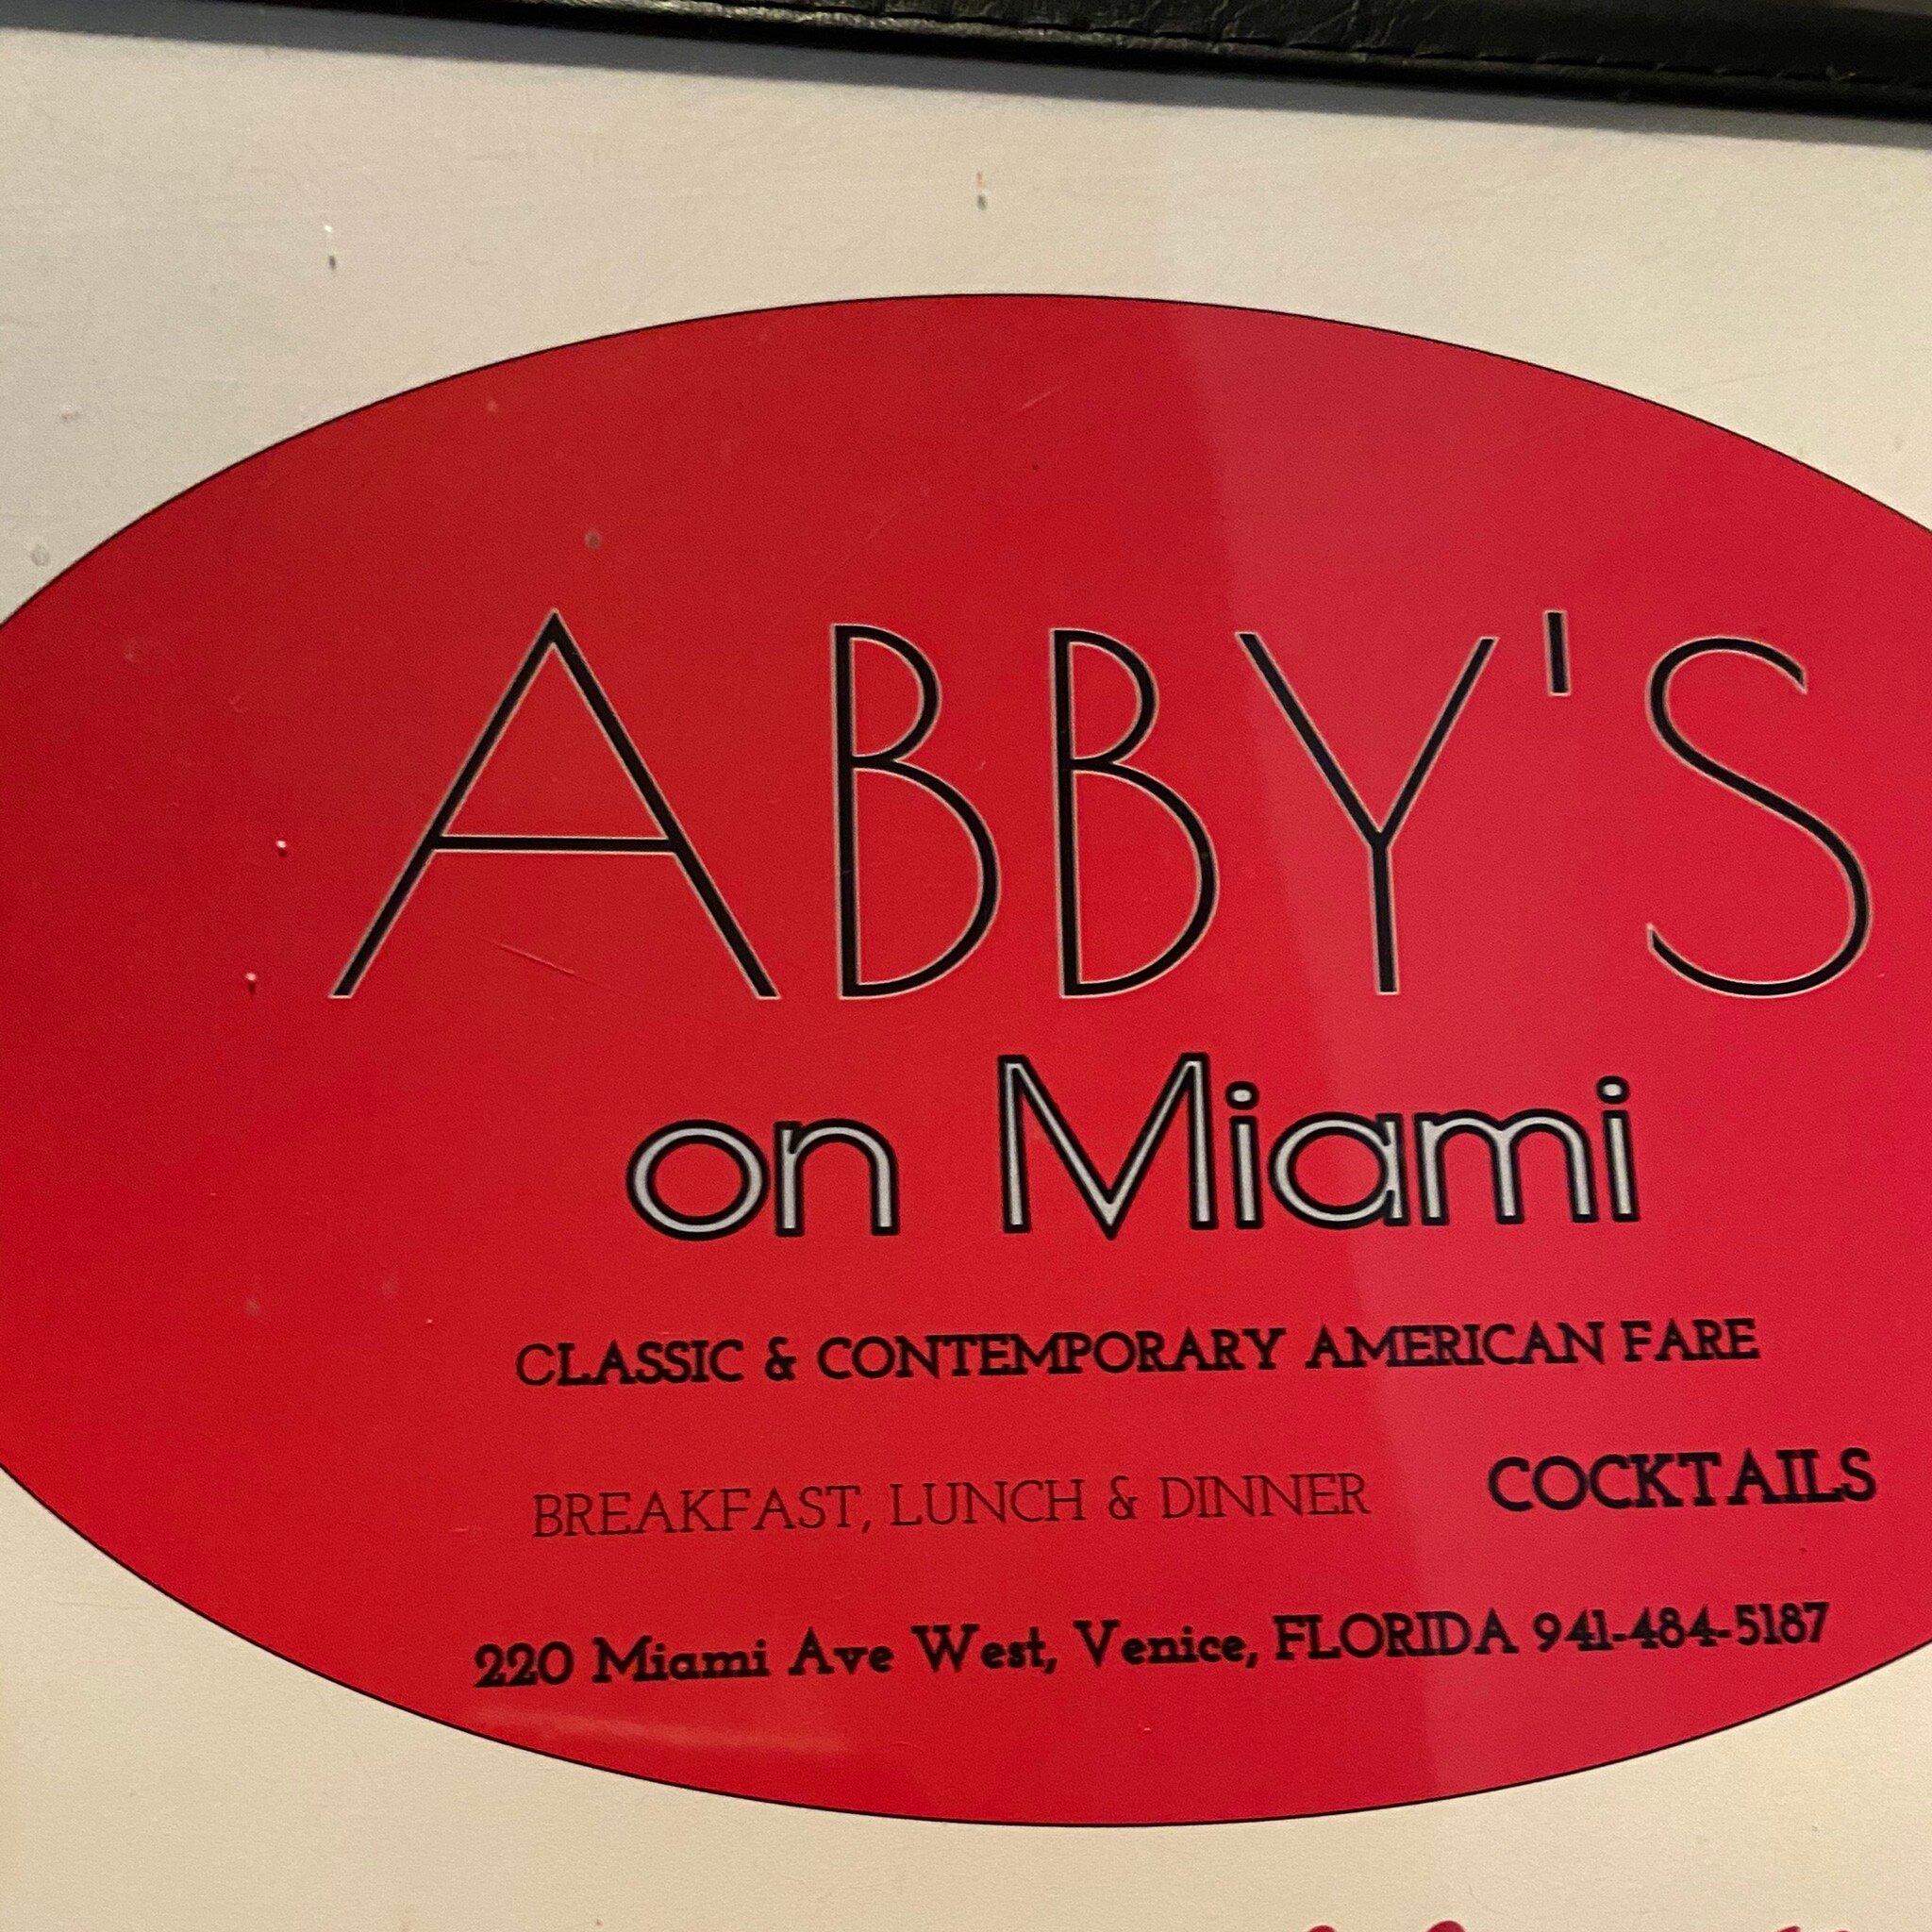 ABBY'S
on Miami
CLASSIC & CONTEMPORARY AMERICAN FARE
BREAKFAST, LUNCH & DINNER COCKTAILS
220 Miami Ave West, Venice, FLORIDA 941-484-5187